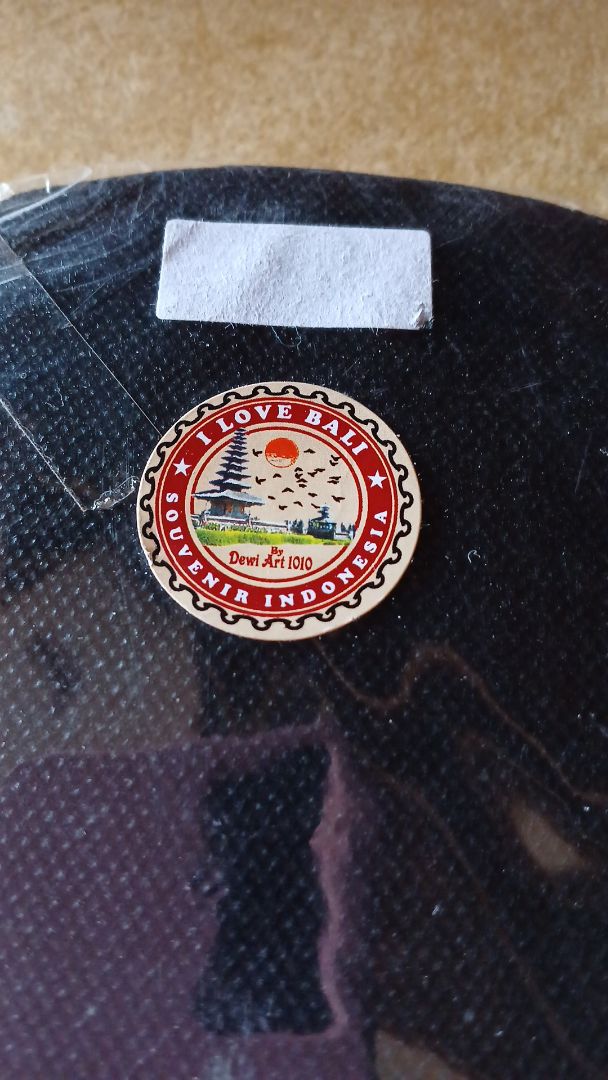 I LOVE BALI
By
Dewi Art 1010
SOUVENIR INDONESIA